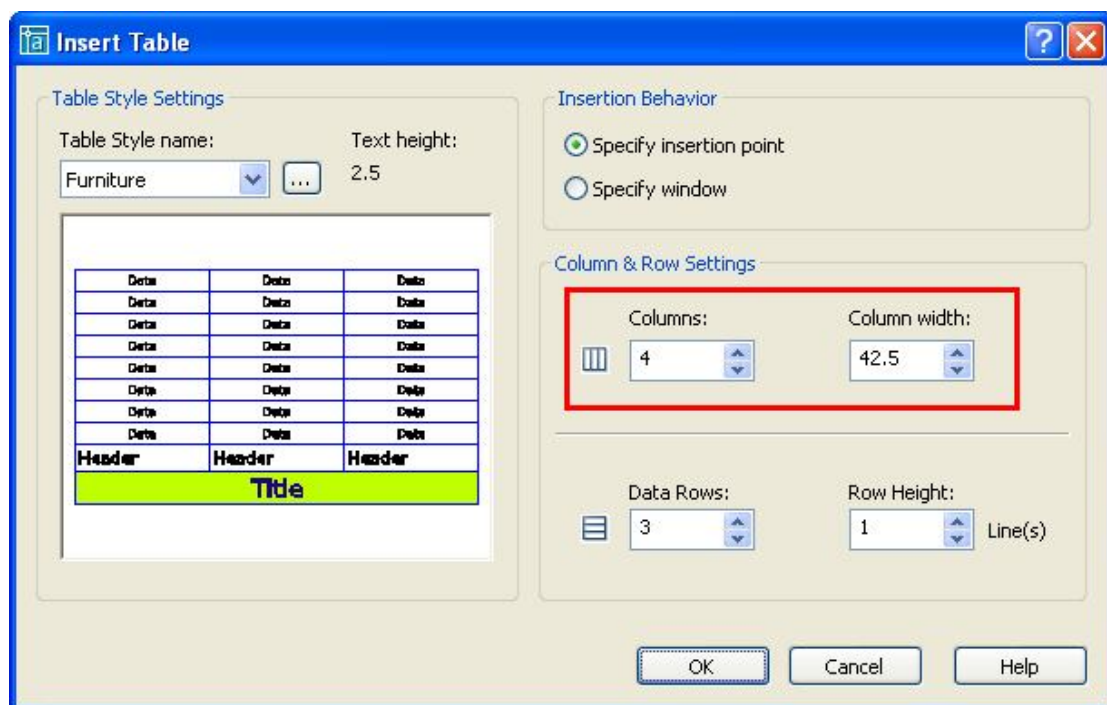 Insert Table
Table Style Settings
Table Style name:
Text height:
Furniture
...
2.5
Data Data Data
Data Data Data
Data Data Data
Data Data Data
Data Data Data
Data Data Data
Data Data Data
Data Data Data
Header Header Header
Title
Insertion Behavior
Specify insertion point
Specify window
Column & Row Settings
Columns:
Column width:
4
42.5
Data Rows:
Row Height:
3
1
Line(s)
OK
Cancel
Help